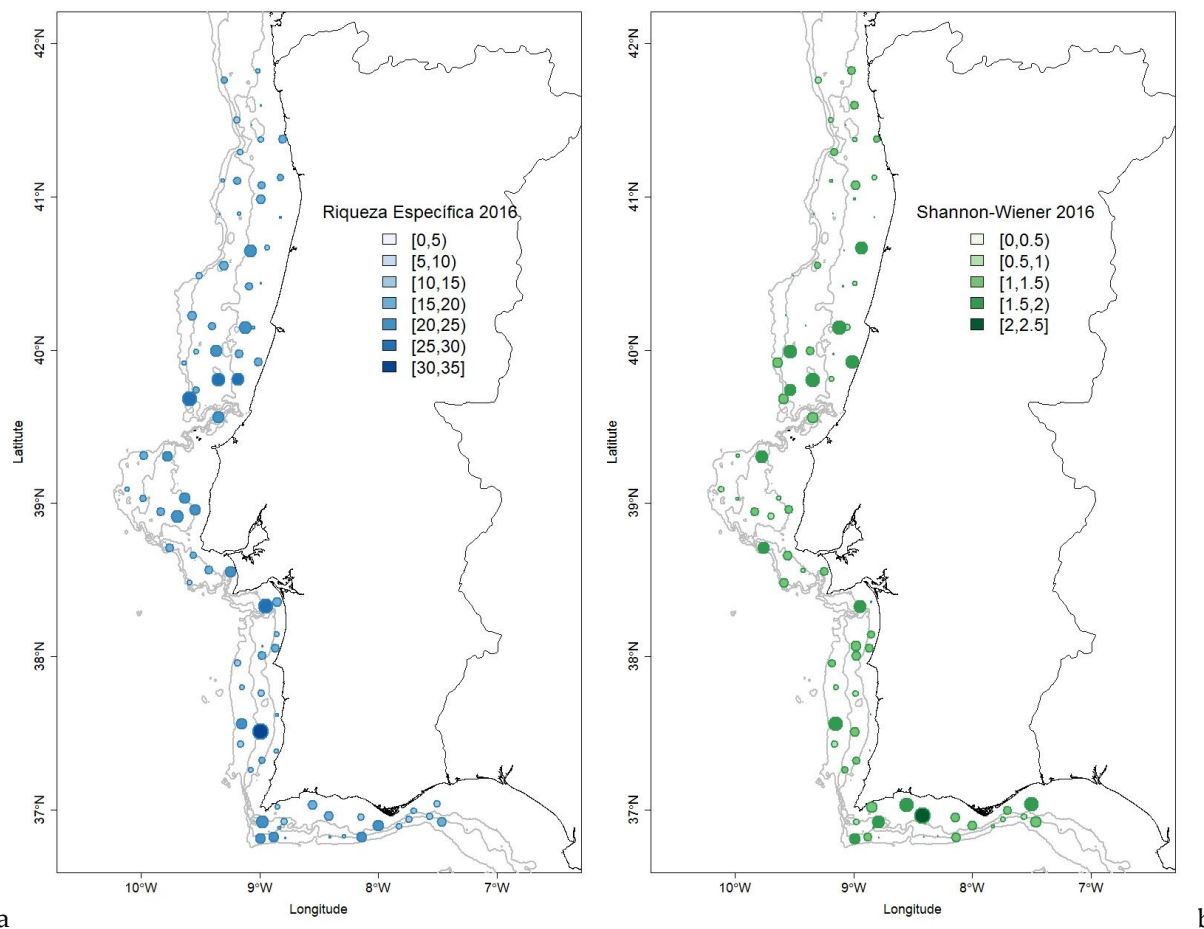 42°N
41°N
40°N
39°N
38°N
37°N
Latitute
Riqueza Específica 2016
[0,5)
[5,10)
[10,15)
[15,20)
[20,25)
[25,30)
[30,35]
10°W
9°W
8°W
7°W
Longitude
a
42°N
41°N
40°N
39°N
38°N
37°N
Latitute
Shannon-Wiener 2016
[0,0.5)
[0.5,1)
[1,1.5)
[1.5,2)
[2,2.5]
10°W
9°W
8°W
7°W
Longitude
b